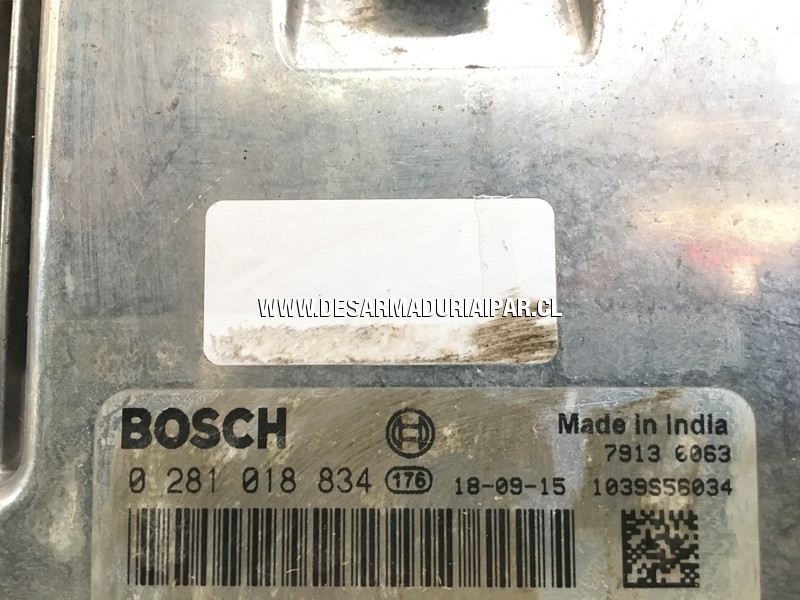 WWW.DESARMADURIAIPAR.CL
BOSCH
Made in India
7913 6063
0 281 018 834 176 18-09-15 1039S56034